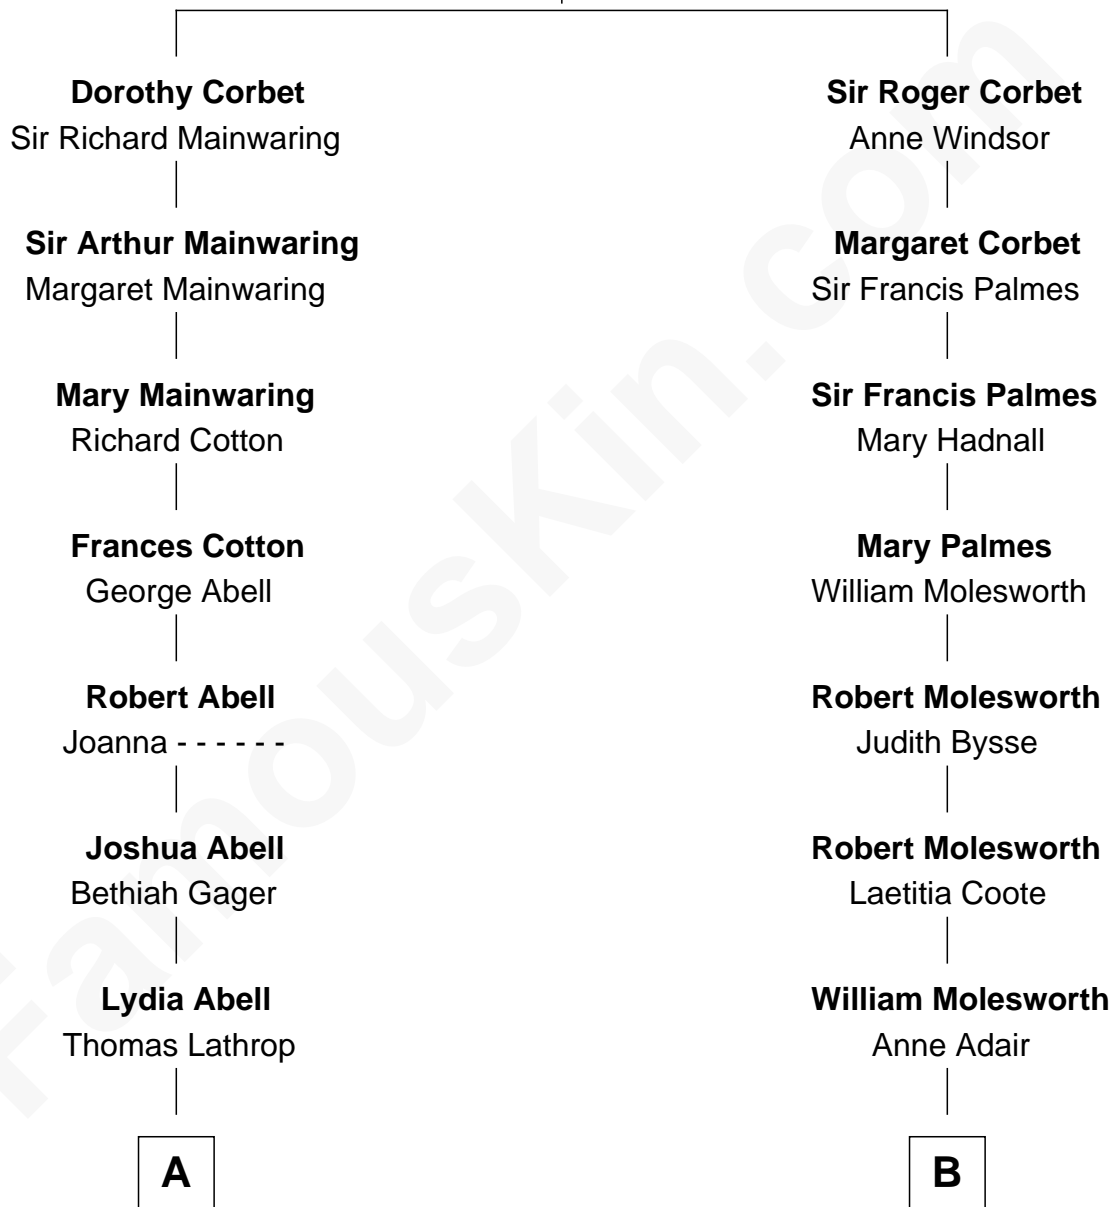 Dorothy Corbet
Sir Richard Mainwaring
Sir Arthur Mainwaring
Margaret Mainwaring
Mary Mainwaring
Richard Cotton
Frances Cotton
George Abell
Robert Abell
Joanna - - - - - -
Joshua Abell
Bethiah Gager
Lydia Abell
Thomas Lathrop
A
Sir Roger Corbet
Anne Windsor
Margaret Corbet
Sir Francis Palmes
Sir Francis Palmes
Mary Hadnall
Mary Palmes
William Molesworth
Robert Molesworth
Judith Bysse
Robert Molesworth
Laetitia Coote
William Molesworth
Anne Adair
B
FamousKin.com